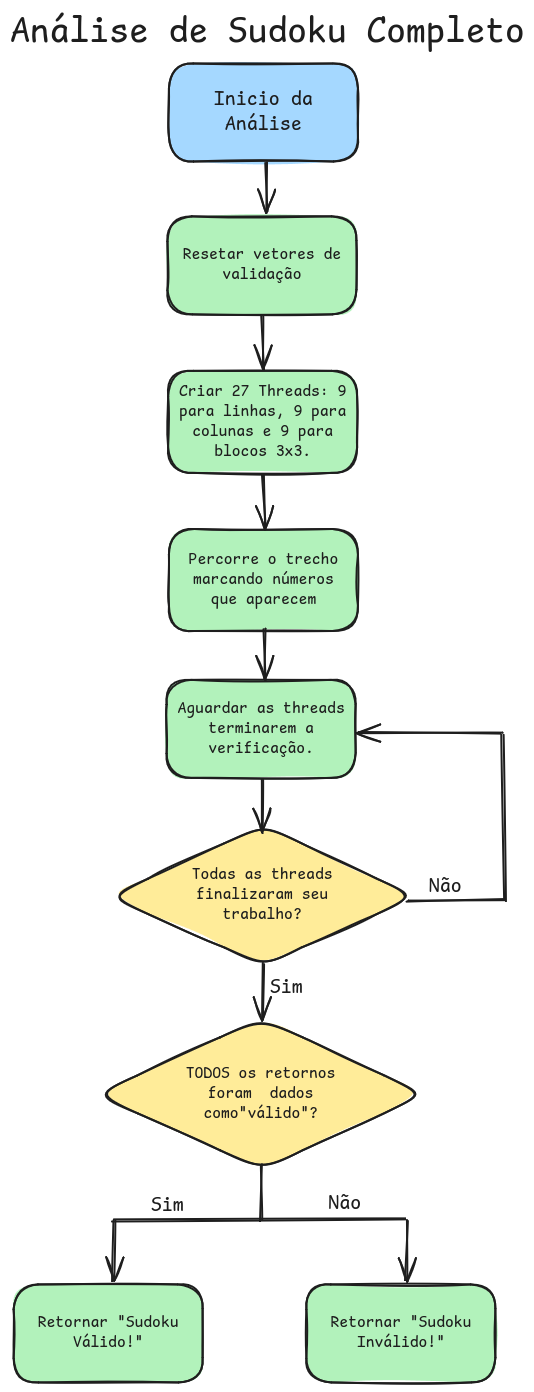 Análise de Sudoku Completo
Inicio da
Análise
Resetar vetores de
validação
Criar 27 Threads: 9
para linhas, 9 para
colunas e 9 para
blocos 3x3.
Percorre o trecho
marcando números
que aparecem
Aguardar as threads
terminarem a
verificação.
Todas as threads
finalizaram seu
trabalho?
Não
Sim
TODOS os retornos
foram  dados
como"válido"?
Sim
Não
Retornar "Sudoku
Válido!"
Retornar "Sudoku
Inválido!"